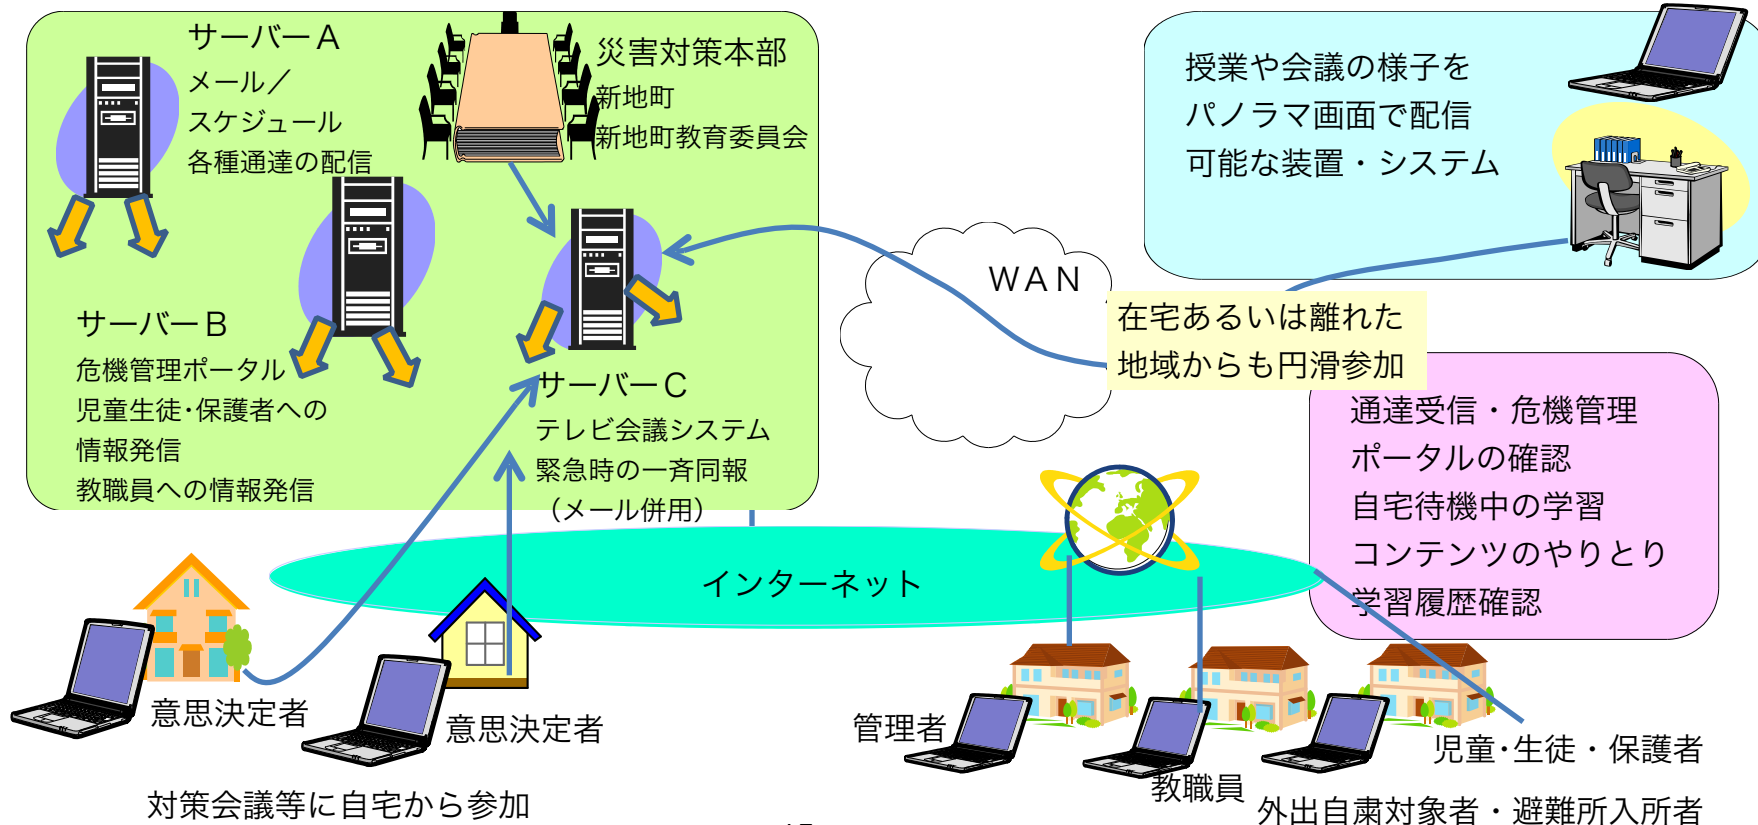 サーバーA
メール／
スケジュール
各種通達の配信
災害対策本部
新地町
新地町教育委員会
サーバーB
危機管理ポータル
児童生徒･保護者への
情報発信
教職員への情報発信
サーバーC
テレビ会議システム
緊急時の一斉同報
（メール併用）
授業や会議の様子を
パノラマ画面で配信
可能な装置・システム
WAN
在宅あるいは離れた
地域からも円滑参加
通達受信・危機管理
ポータルの確認
自宅待機中の学習
コンテンツのやりとり
学習履歴確認
インターネット
意思決定者
意思決定者
対策会議等に自宅から参加
管理者
教職員
児童･生徒・保護者
外出自粛対象者・避難所入所者